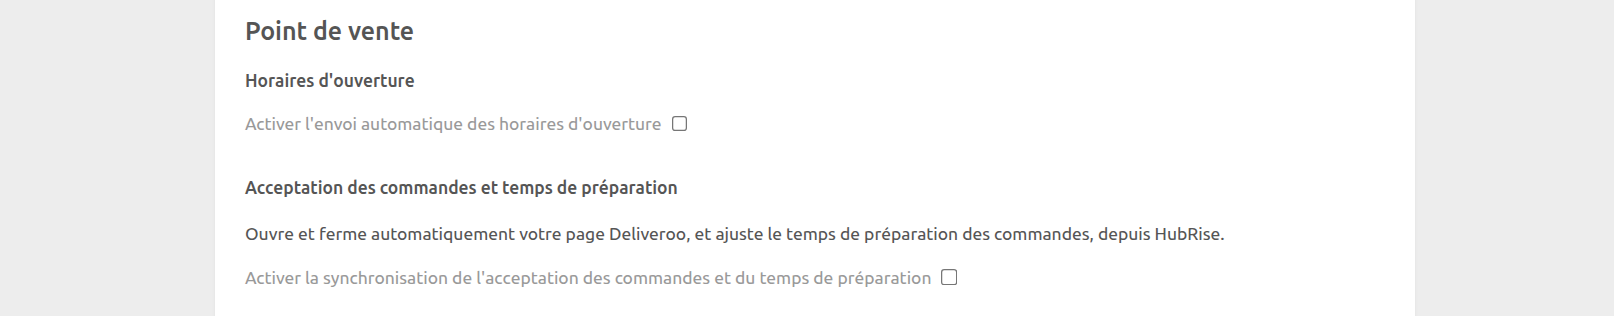 Point de vente
Horaires d'ouverture
Activer l'envoi automatique des horaires d'ouverture
Acceptation des commandes et temps de préparation
Ouvre et ferme automatiquement votre page Deliveroo, et ajuste le temps de préparation des commandes, depuis HubRise.
Activer la synchronisation de l'acceptation des commandes et du temps de préparation